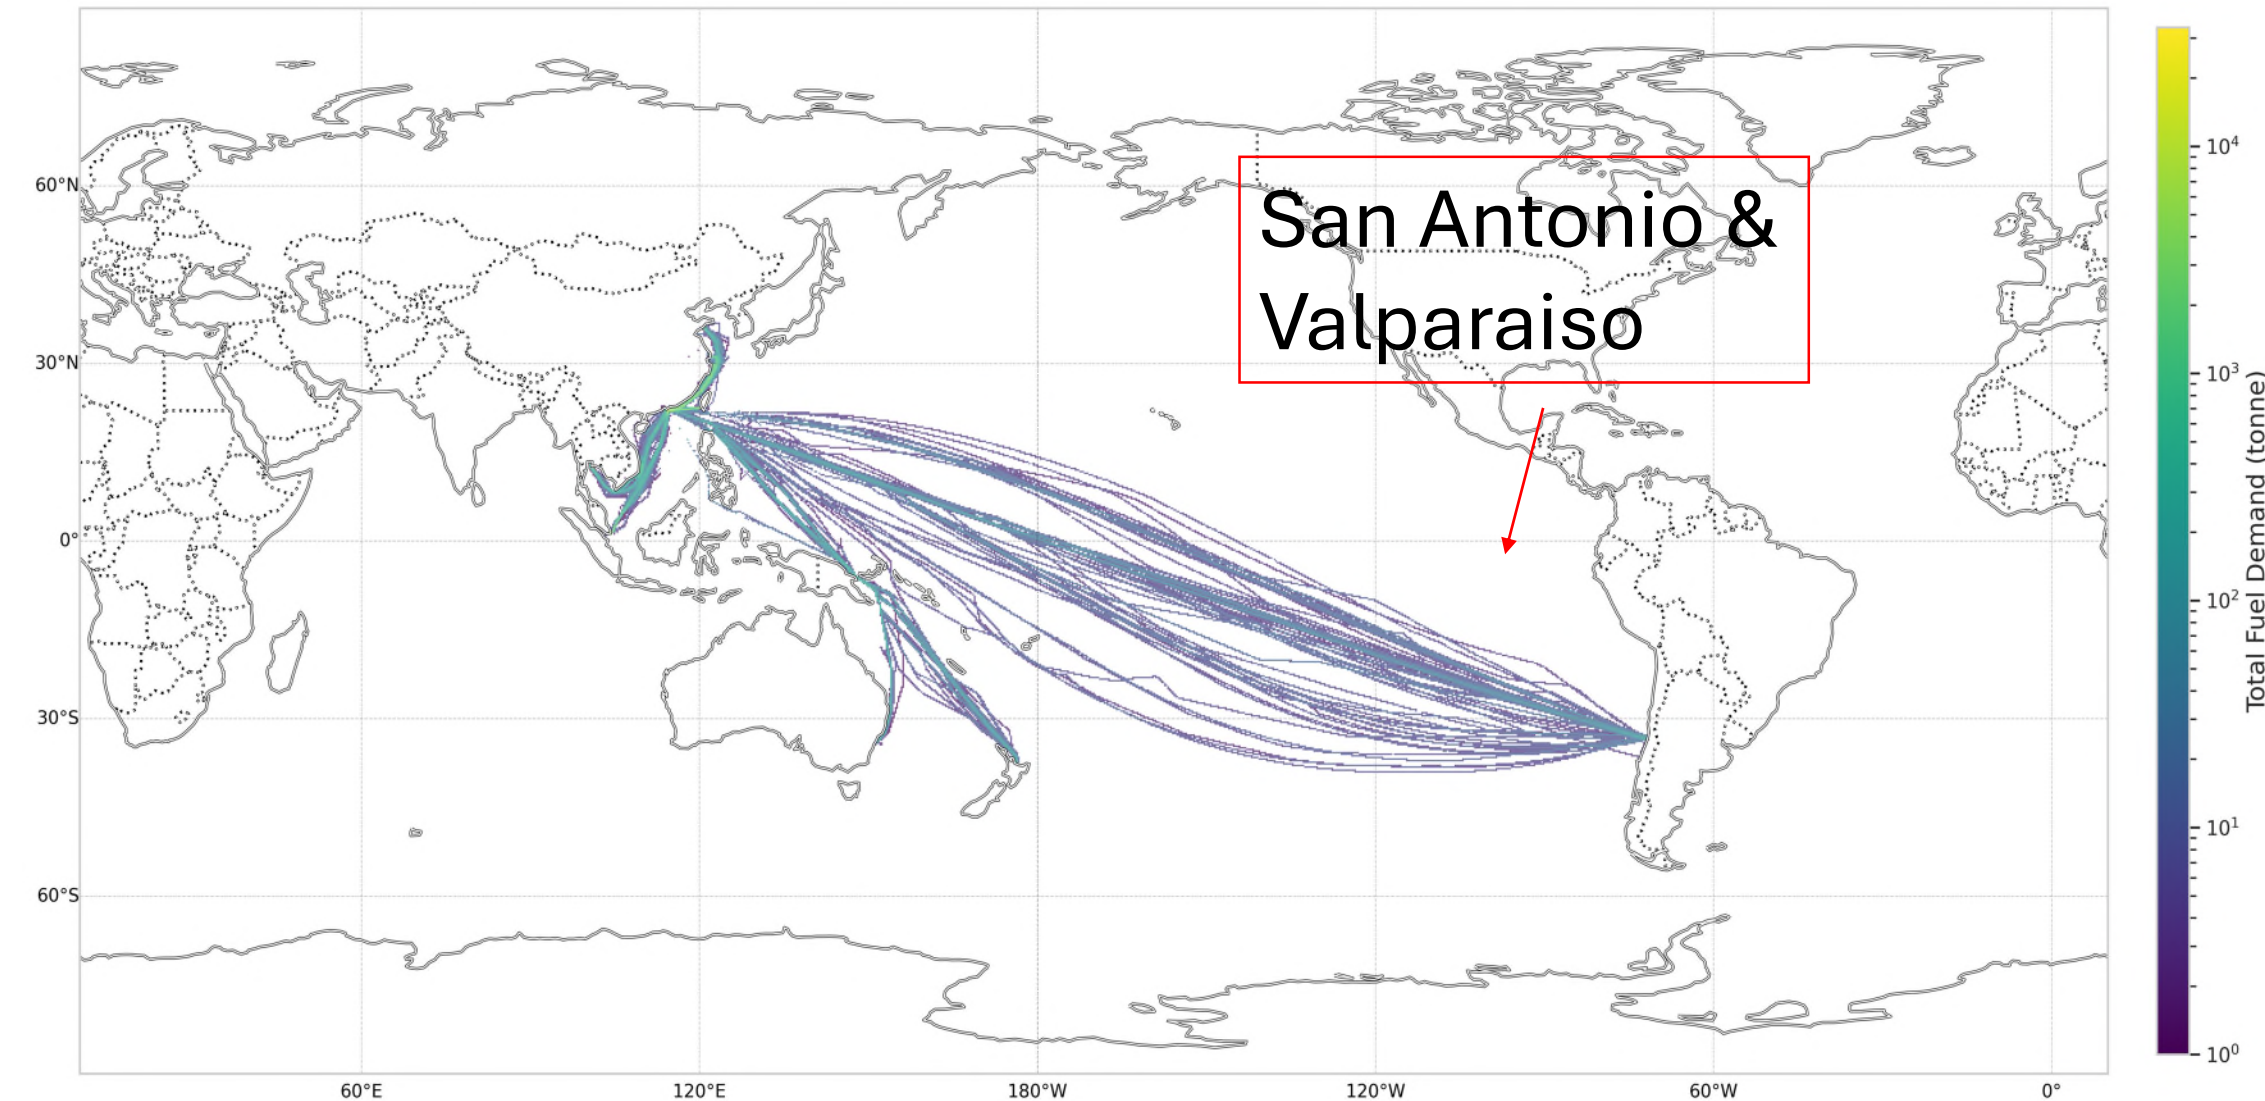 San Antonio &
Valparaiso
60°N
30°N
0°
30°S
60°S
60°E
120°E
180°W
120°W
60°W
0°
10⁴
10³
10²
10¹
10⁰
Total Fuel Demand (tonne)